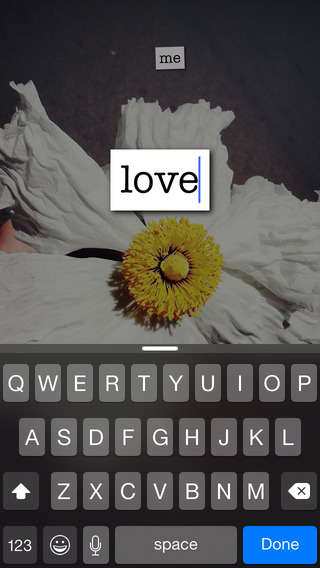 me
love
Q W E R T Y U I O P
A S D F G H J K L
Z X C V B N M
123 space Done